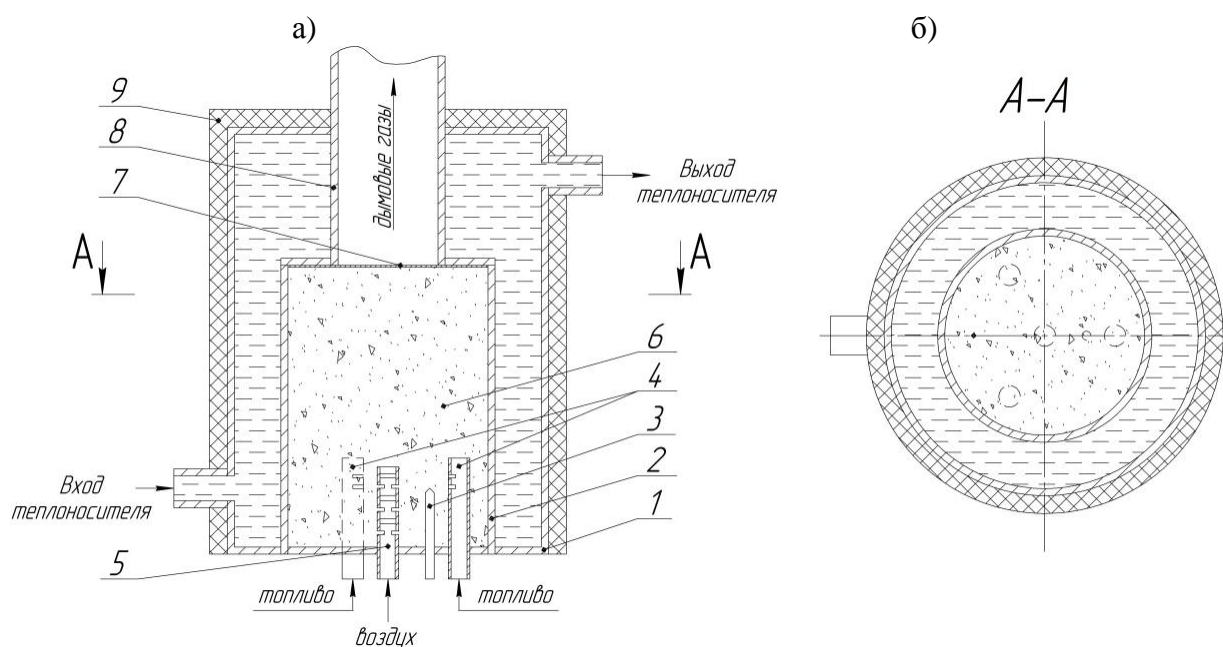 а)
б)
А-А
9
8
7
дымовые газы
Выход
теплоносителя
А
А
6
4
3
2
1
Вход
теплоносителя
5
топливо
топливо
воздух